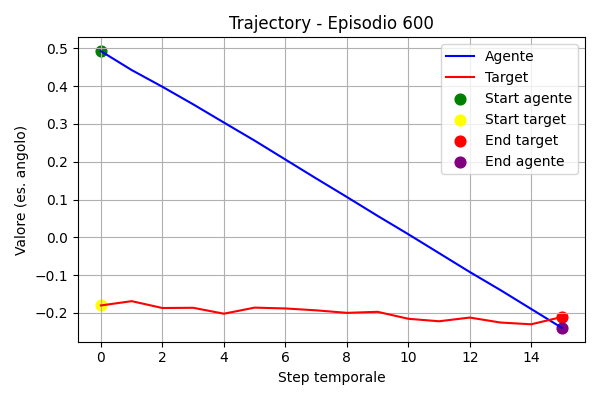 Trajectory - Episodio 600
Agente
Target
Start agente
Start target
End target
End agente
Valore (es. angolo)
0.5
0.4
0.3
0.2
0.1
0.0
−0.1
−0.2
0 2 4 6 8 10 12 14
Step temporale